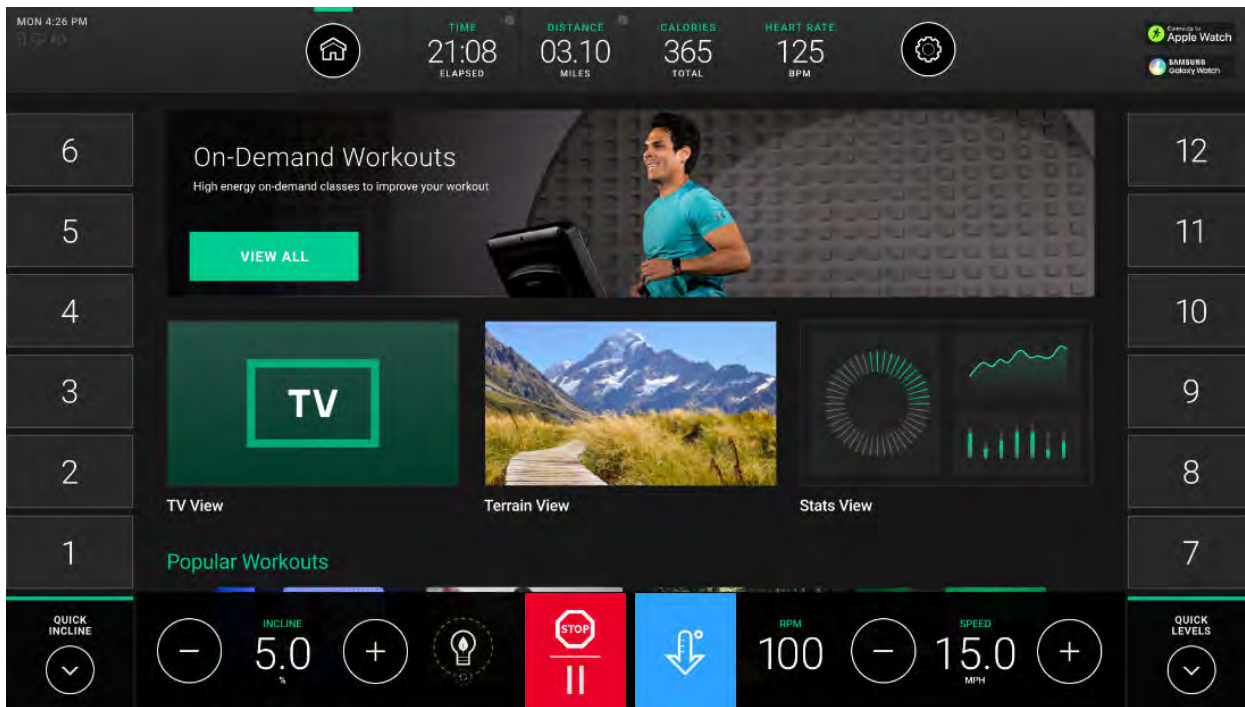 MON 4:26 PM
TIME
21:08
ELAPSED
DISTANCE
03.10
MILES
CALORIES
365
TOTAL
HEART RATE
125
BPM
Connects to
Apple Watch
SAMSUNG
Galaxy Watch
6
5
4
3
2
1
On-Demand Workouts
High energy on-demand classes to improve your workout
VIEW ALL
TV
TV View
Terrain View
Stats View
Popular Workouts
12
11
10
9
8
7
QUICK
INCLINE
INCLINE
5.0
%
STOP
RPM
100
SPEED
15.0
MPH
QUICK
LEVELS